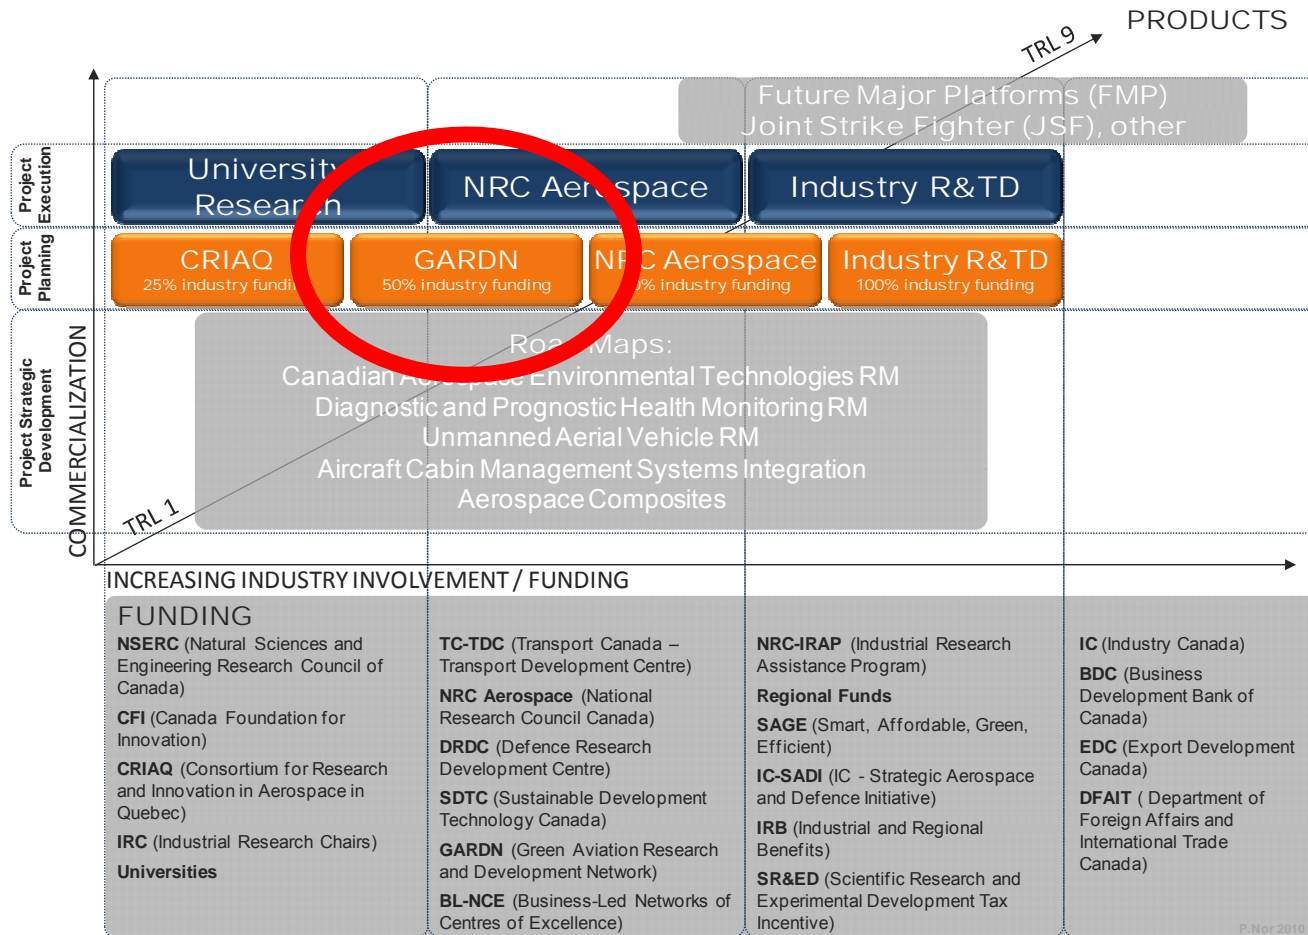 PRODUCTS
TRL 9
Future Major Platforms (FMP)
Joint Strike Fighter (JSF), other
Project
Execution
University
Research
NRC Aerospace
Industry R&TD
Project
Planning
CRIAQ
25% industry funding
GARDN
50% industry funding
NRC Aerospace
0% industry funding
Industry R&TD
100% industry funding
Project Strategic
Development
COMMERCIALIZATION
Road Maps:
Canadian Aerospace Environmental Technologies RM
Diagnostic and Prognostic Health Monitoring RM
Unmanned Aerial Vehicle RM
Aircraft Cabin Management Systems Integration
Aerospace Composites
TRL 1
INCREASING INDUSTRY INVOLVEMENT / FUNDING
FUNDING
NSERC (Natural Sciences and
Engineering Research Council of
Canada)
CFI (Canada Foundation for
Innovation)
CRIAQ (Consortium for Research
and Innovation in Aerospace in
Quebec)
IRC (Industrial Research Chairs)
Universities
TC-TDC (Transport Canada –
Transport Development Centre)
NRC Aerospace (National
Research Council Canada)
DRDC (Defence Research
Development Centre)
SDTC (Sustainable Development
Technology Canada)
GARDN (Green Aviation Research
and Development Network)
BL-NCE (Business-Led Networks of
Centres of Excellence)
NRC-IRAP (Industrial Research
Assistance Program)
Regional Funds
SAGE (Smart, Affordable, Green,
Efficient)
IC-SADI (IC - Strategic Aerospace
and Defence Initiative)
IRB (Industrial and Regional
Benefits)
SR&ED (Scientific Research and
Experimental Development Tax
Incentive)
IC (Industry Canada)
BDC (Business
Development Bank of
Canada)
EDC (Export Development
Canada)
DFAIT ( Department of
Foreign Affairs and
International Trade
Canada)
P.Nor 2010